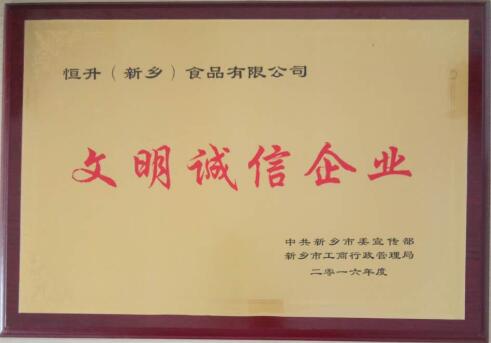 恒升（新乡）食品有限公司
文明诚信企业
中共新乡市委宣传部
新乡市工商行政管理局
二零一六年度